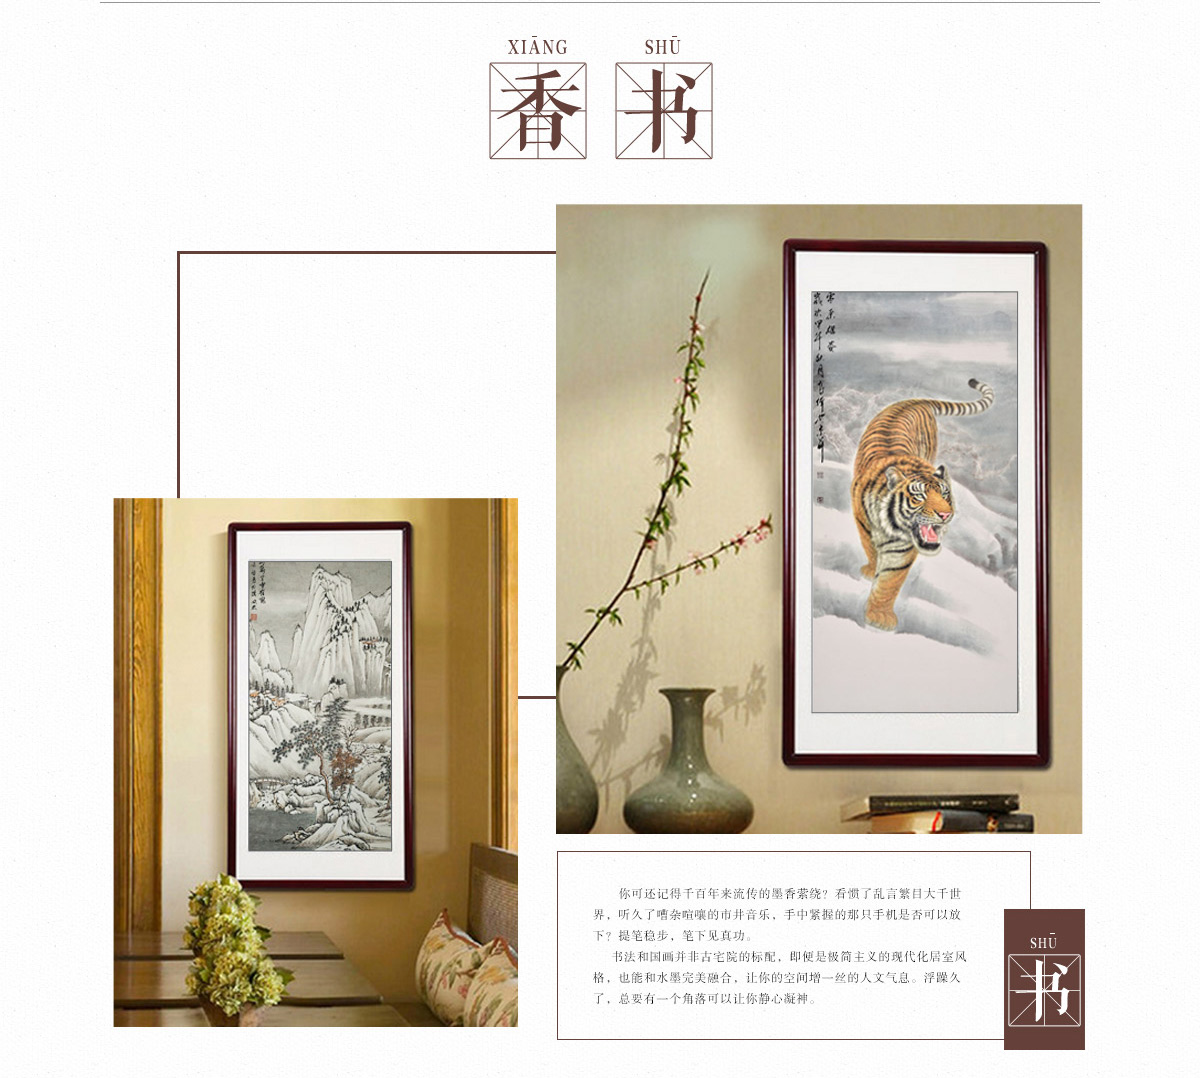 XIĀNG SHŪ
香 书
你可还记得千百年来流传的墨香萦绕？看惯了乱言繁目大千世
界，听久了嘈杂喧嚷的市井音乐，手中紧握的那只手机是否可以放
下？提笔稳步，笔下见真功。
书法和国画并非古宅院的标配，即便是极简主义的现代化居室风
格，也能和水墨完美融合，让你的空间增一丝的人文气息。浮躁久
了，总要有一个角落可以让你静心凝神。
SHŪ
书